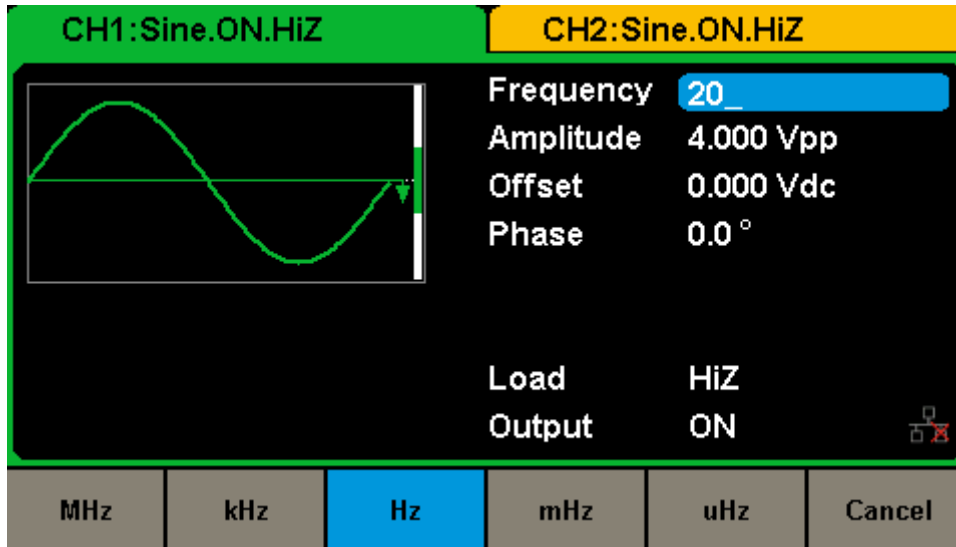 CH1:Sine.ON.HiZ CH2:Sine.ON.HiZ
Frequency 20_
Amplitude 4.000 Vpp
Offset 0.000 Vdc
Phase 0.0 °
Load HiZ
Output ON
MHz kHz Hz mHz uHz Cancel